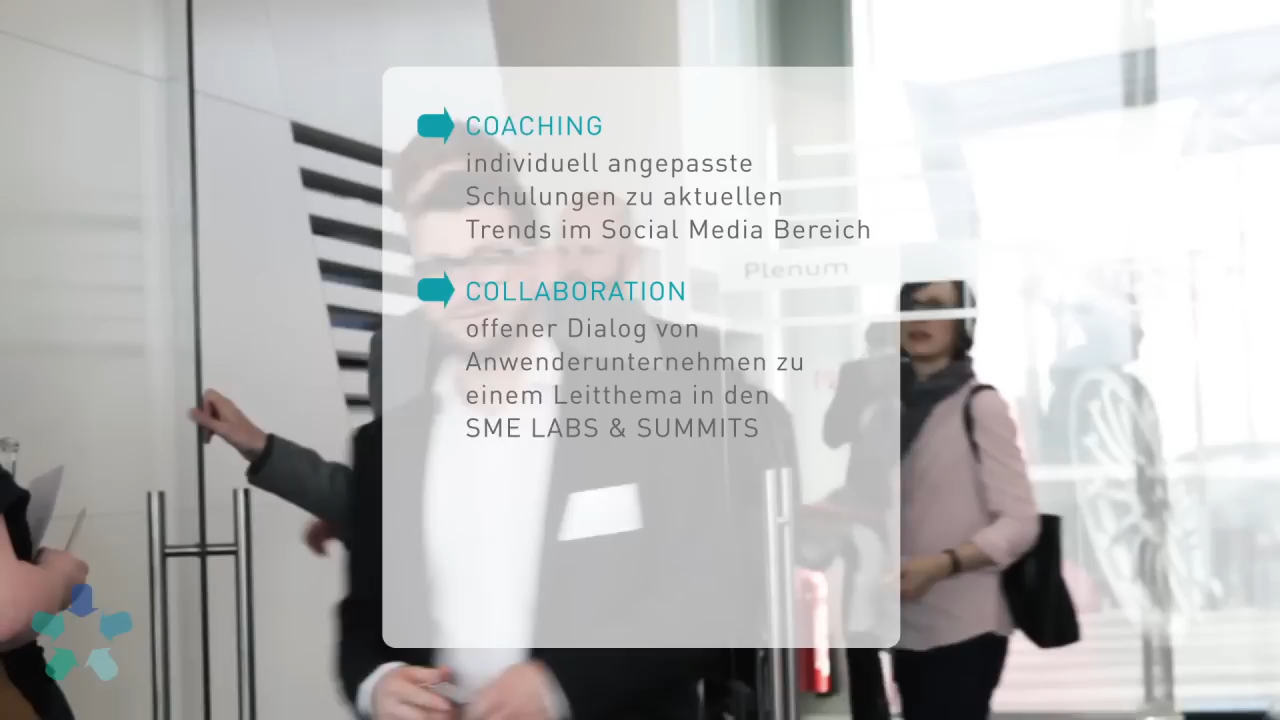 COACHING
individuell angepasste
Schulungen zu aktuellen
Trends im Social Media Bereich
Plenum
COLLABORATION
offener Dialog von
Anwenderunternehmen zu
einem Leitthema in den
SME LABS & SUMMITS